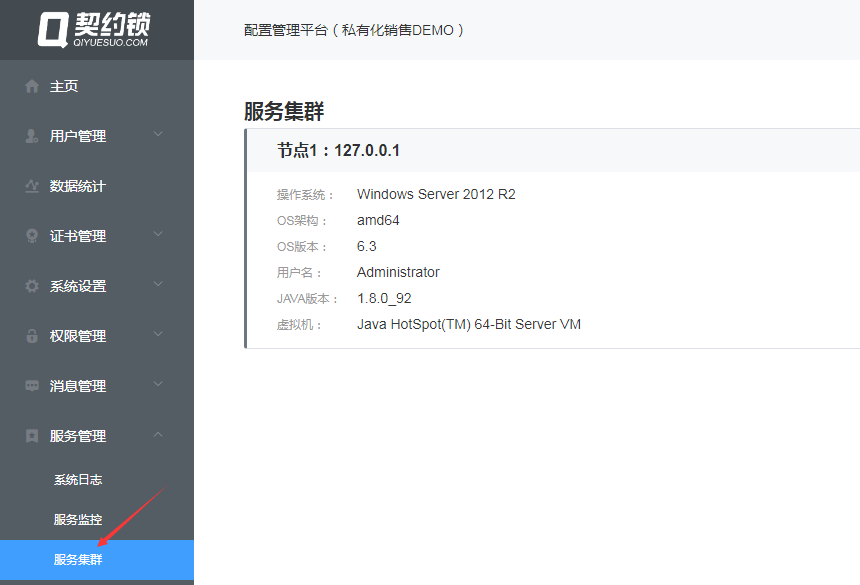 契约锁
QIYUESUO.COM
配置管理平台（私有化销售DEMO）
主页
用户管理
数据统计
证书管理
系统设置
权限管理
消息管理
服务管理
系统日志
服务监控
服务集群
服务集群
节点1：127.0.0.1
操作系统： Windows Server 2012 R2
OS架构： amd64
OS版本： 6.3
用户名： Administrator
JAVA版本： 1.8.0_92
虚拟机： Java HotSpot(TM) 64-Bit Server VM